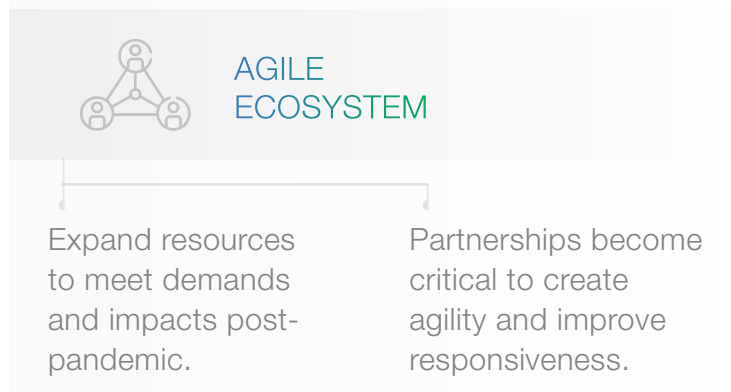 AGILE
ECOSYSTEM
Expand resources
to meet demands
and impacts post-
pandemic.
Partnerships become
critical to create
agility and improve
responsiveness.